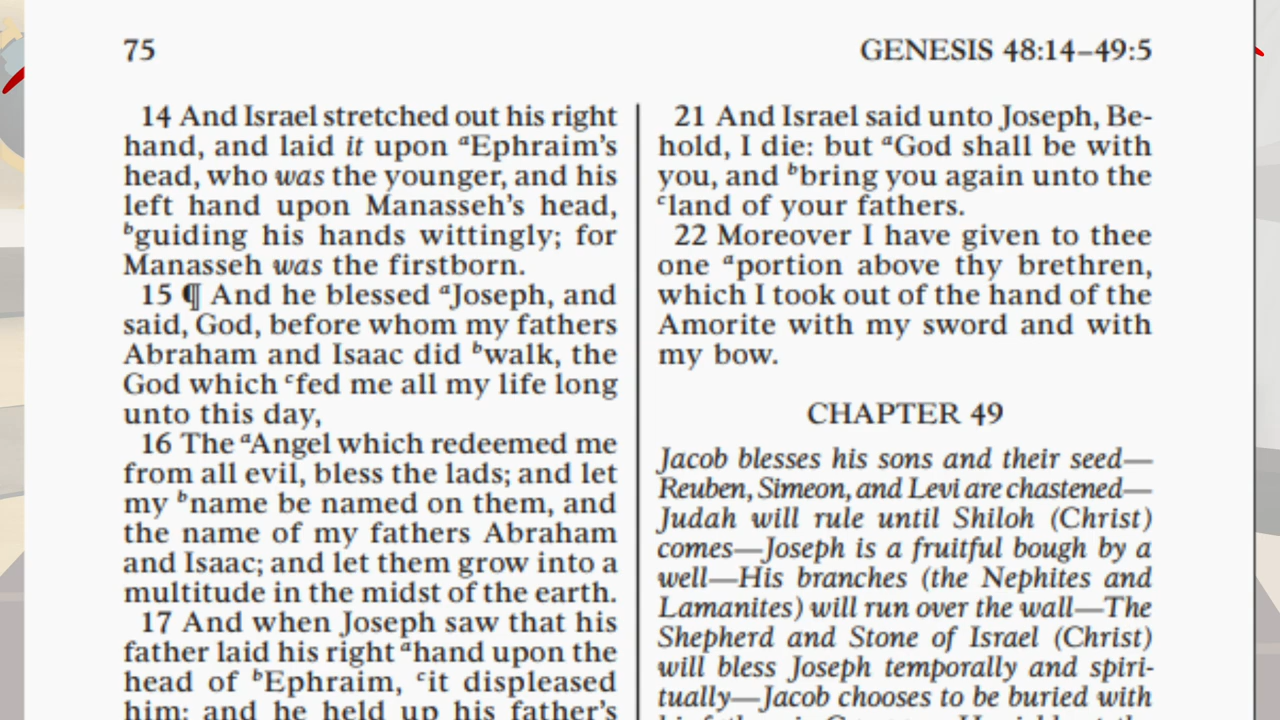 75
GENESIS 48:14–49:5
14 And Israel stretched out his right
hand, and laid it upon aEphraim's
head, who was the younger, and his
left hand upon Manasseh's head,
bguiding his hands wittingly; for
Manasseh was the firstborn.
15 ¶ And he blessed aJoseph, and
said, God, before whom my fathers
Abraham and Isaac did bwalk, the
God which cfed me all my life long
unto this day,
16 The aAngel which redeemed me
from all evil, bless the lads; and let
my bname be named on them, and
the name of my fathers Abraham
and Isaac; and let them grow into a
multitude in the midst of the earth.
17 And when Joseph saw that his
father laid his right ahand upon the
head of bEphraim, cit displeased
him: and he held up his father's
21 And Israel said unto Joseph, Be-
hold, I die: but aGod shall be with
you, and bbring you again unto the
cland of your fathers.
22 Moreover I have given to thee
one aportion above thy brethren,
which I took out of the hand of the
Amorite with my sword and with
my bow.
CHAPTER 49
Jacob blesses his sons and their seed—
Reuben, Simeon, and Levi are chastened—
Judah will rule until Shiloh (Christ)
comes—Joseph is a fruitful bough by a
well—His branches (the Nephites and
Lamanites) will run over the wall—The
Shepherd and Stone of Israel (Christ)
will bless Joseph temporally and spiri-
tually—Jacob chooses to be buried with